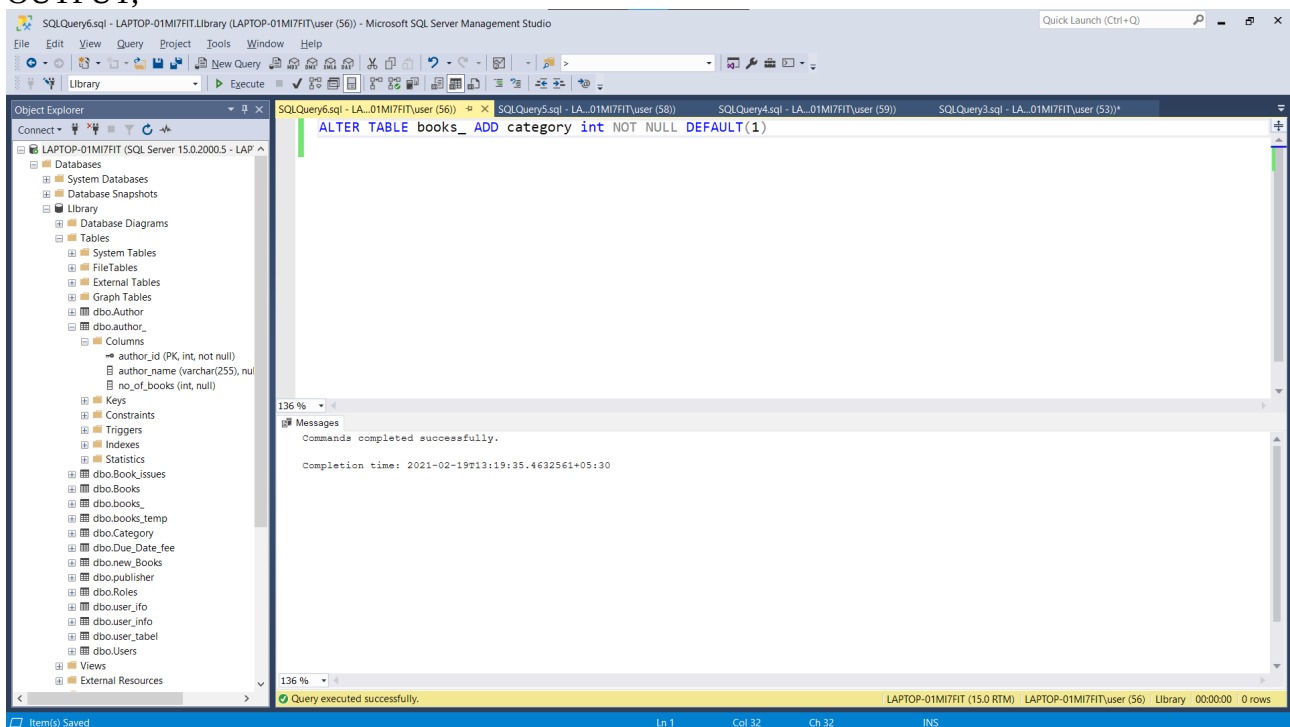 OUTPUT;
SQLQuery6.sql - LAPTOP-01MI7FIT.LIbrary (LAPTOP-01MI7FIT\user (56)) - Microsoft SQL Server Management Studio
Quick Launch (Ctrl+Q)
File Edit View Query Project Tools Window Help
New Query
LIbrary
Execute
Object Explorer
SQLQuery6.sql - LA...01MI7FIT\user (56)) SQLQuery5.sql - LA...01MI7FIT\user (58)) SQLQuery4.sql - LA...01MI7FIT\user (59)) SQLQuery3.sql - LA...01MI7FIT\user (53))*
Connect
ALTER TABLE books_ ADD category int NOT NULL DEFAULT(1)
LAPTOP-01MI7FIT (SQL Server 15.0.2000.5 - LAP
Databases
System Databases
Database Snapshots
LIbrary
Database Diagrams
Tables
System Tables
FileTables
External Tables
Graph Tables
dbo.Author
dbo.author_
Columns
author_id (PK, int, not null)
author_name (varchar(255), nul
no_of_books (int, null)
Keys
Constraints
Triggers
Indexes
Statistics
dbo.Book_issues
dbo.Books
dbo.books_
dbo.books_temp
dbo.Category
dbo.Due_Date_fee
dbo.new_Books
dbo.publisher
dbo.Roles
dbo.user_ifo
dbo.user_info
dbo.user_tabel
dbo.Users
Views
External Resources
136 %
Messages
Commands completed successfully.
Completion time: 2021-02-19T13:19:35.4632561+05:30
136 %
Query executed successfully.
LAPTOP-01MI7FIT (15.0 RTM) LAPTOP-01MI7FIT\user (56) LIbrary 00:00:00 0 rows
Item(s) Saved Ln 1 Col 32 Ch 32 INS